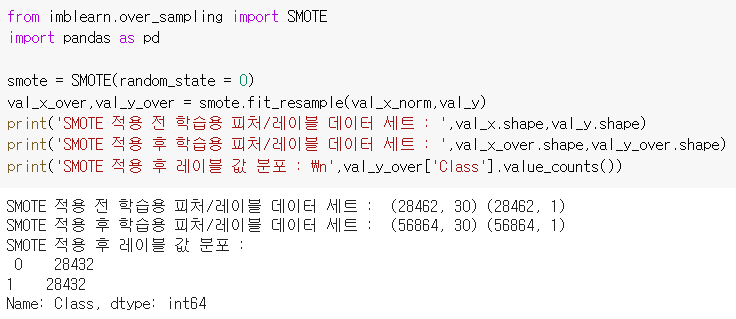 from imblearn.over_sampling import SMOTE
import pandas as pd
smote = SMOTE(random_state = 0)
val_x_over,val_y_over = smote.fit_resample(val_x_norm,val_y)
print('SMOTE 적용 전 학습용 피처/레이블 데이터 세트 : ',val_x.shape,val_y.shape)
print('SMOTE 적용 후 학습용 피처/레이블 데이터 세트 : ',val_x_over.shape,val_y_over.shape)
print('SMOTE 적용 후 레이블 값 분포 : ₩n',val_y_over['Class'].value_counts())
SMOTE 적용 전 학습용 피처/레이블 데이터 세트 :  (28462, 30) (28462, 1)
SMOTE 적용 후 학습용 피처/레이블 데이터 세트 :  (56864, 30) (56864, 1)
SMOTE 적용 후 레이블 값 분포 :
0    28432
1    28432
Name: Class, dtype: int64